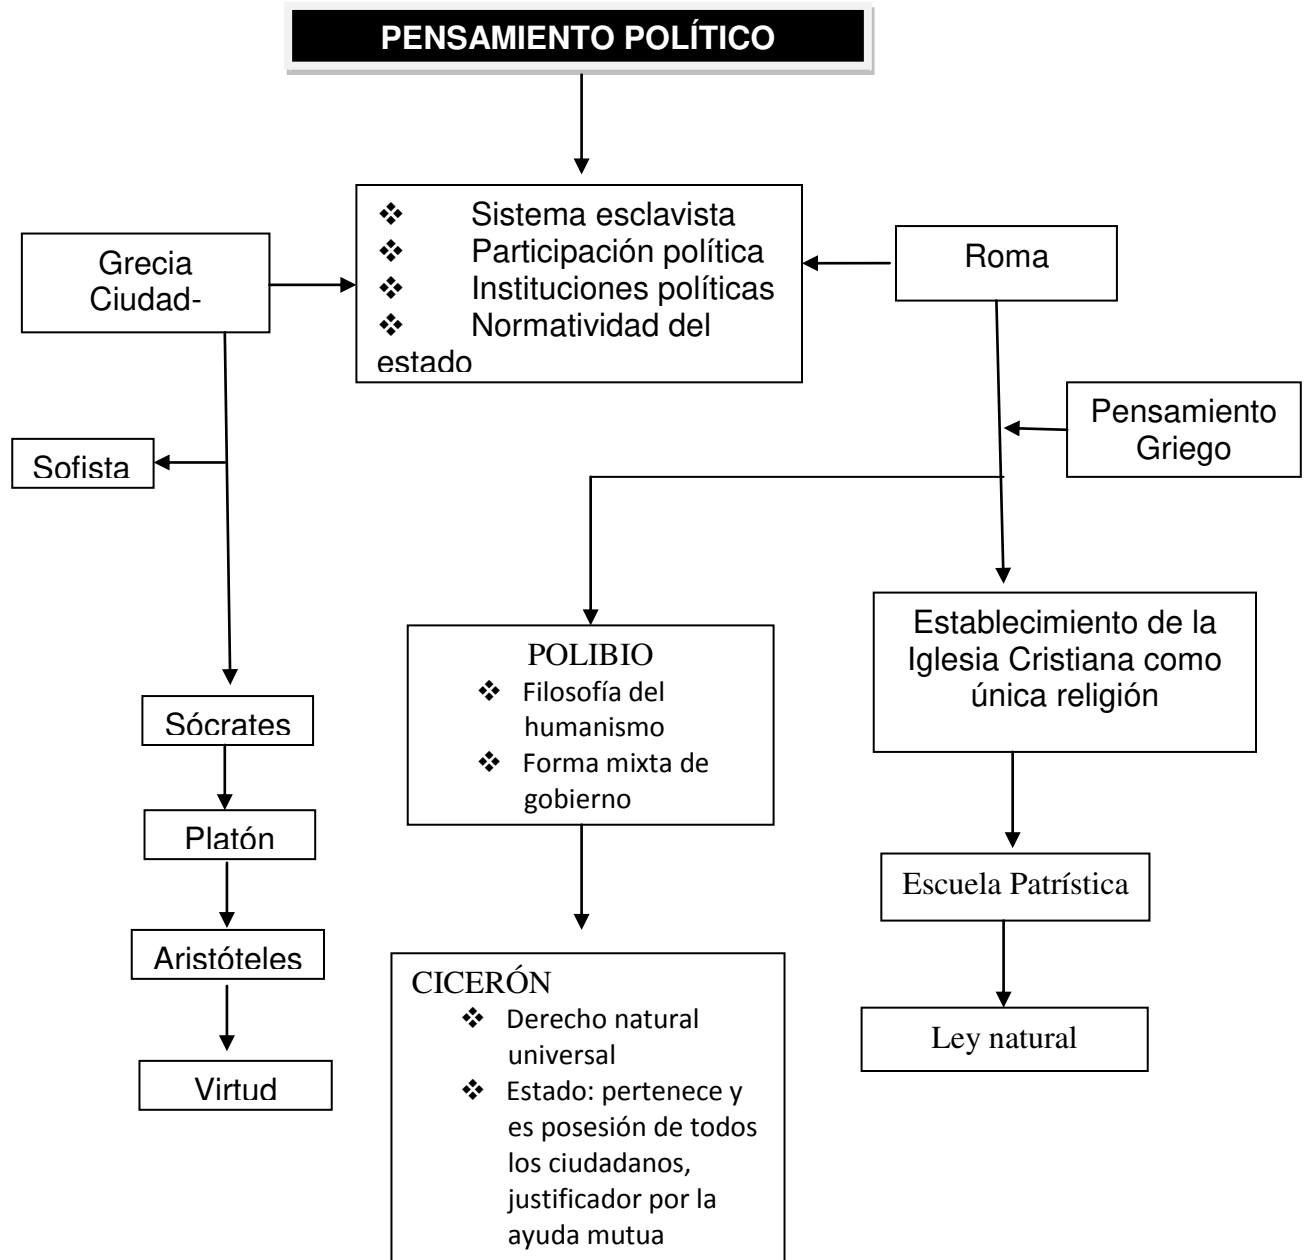 PENSAMIENTO POLÍTICO
❖ Sistema esclavista
❖ Participación política
❖ Instituciones políticas
❖ Normatividad del
estado
Grecia
Ciudad-
Roma
Pensamiento
Griego
Sofista
POLIBIO
❖ Filosofía del
humanismo
❖ Forma mixta de
gobierno
Establecimiento de la
Iglesia Cristiana como
única religión
Sócrates
Platón
Aristóteles
Virtud
Escuela Patrística
Ley natural
CICERÓN
❖ Derecho natural
universal
❖ Estado: pertenece y
es posesión de todos
los ciudadanos,
justificador por la
ayuda mutua